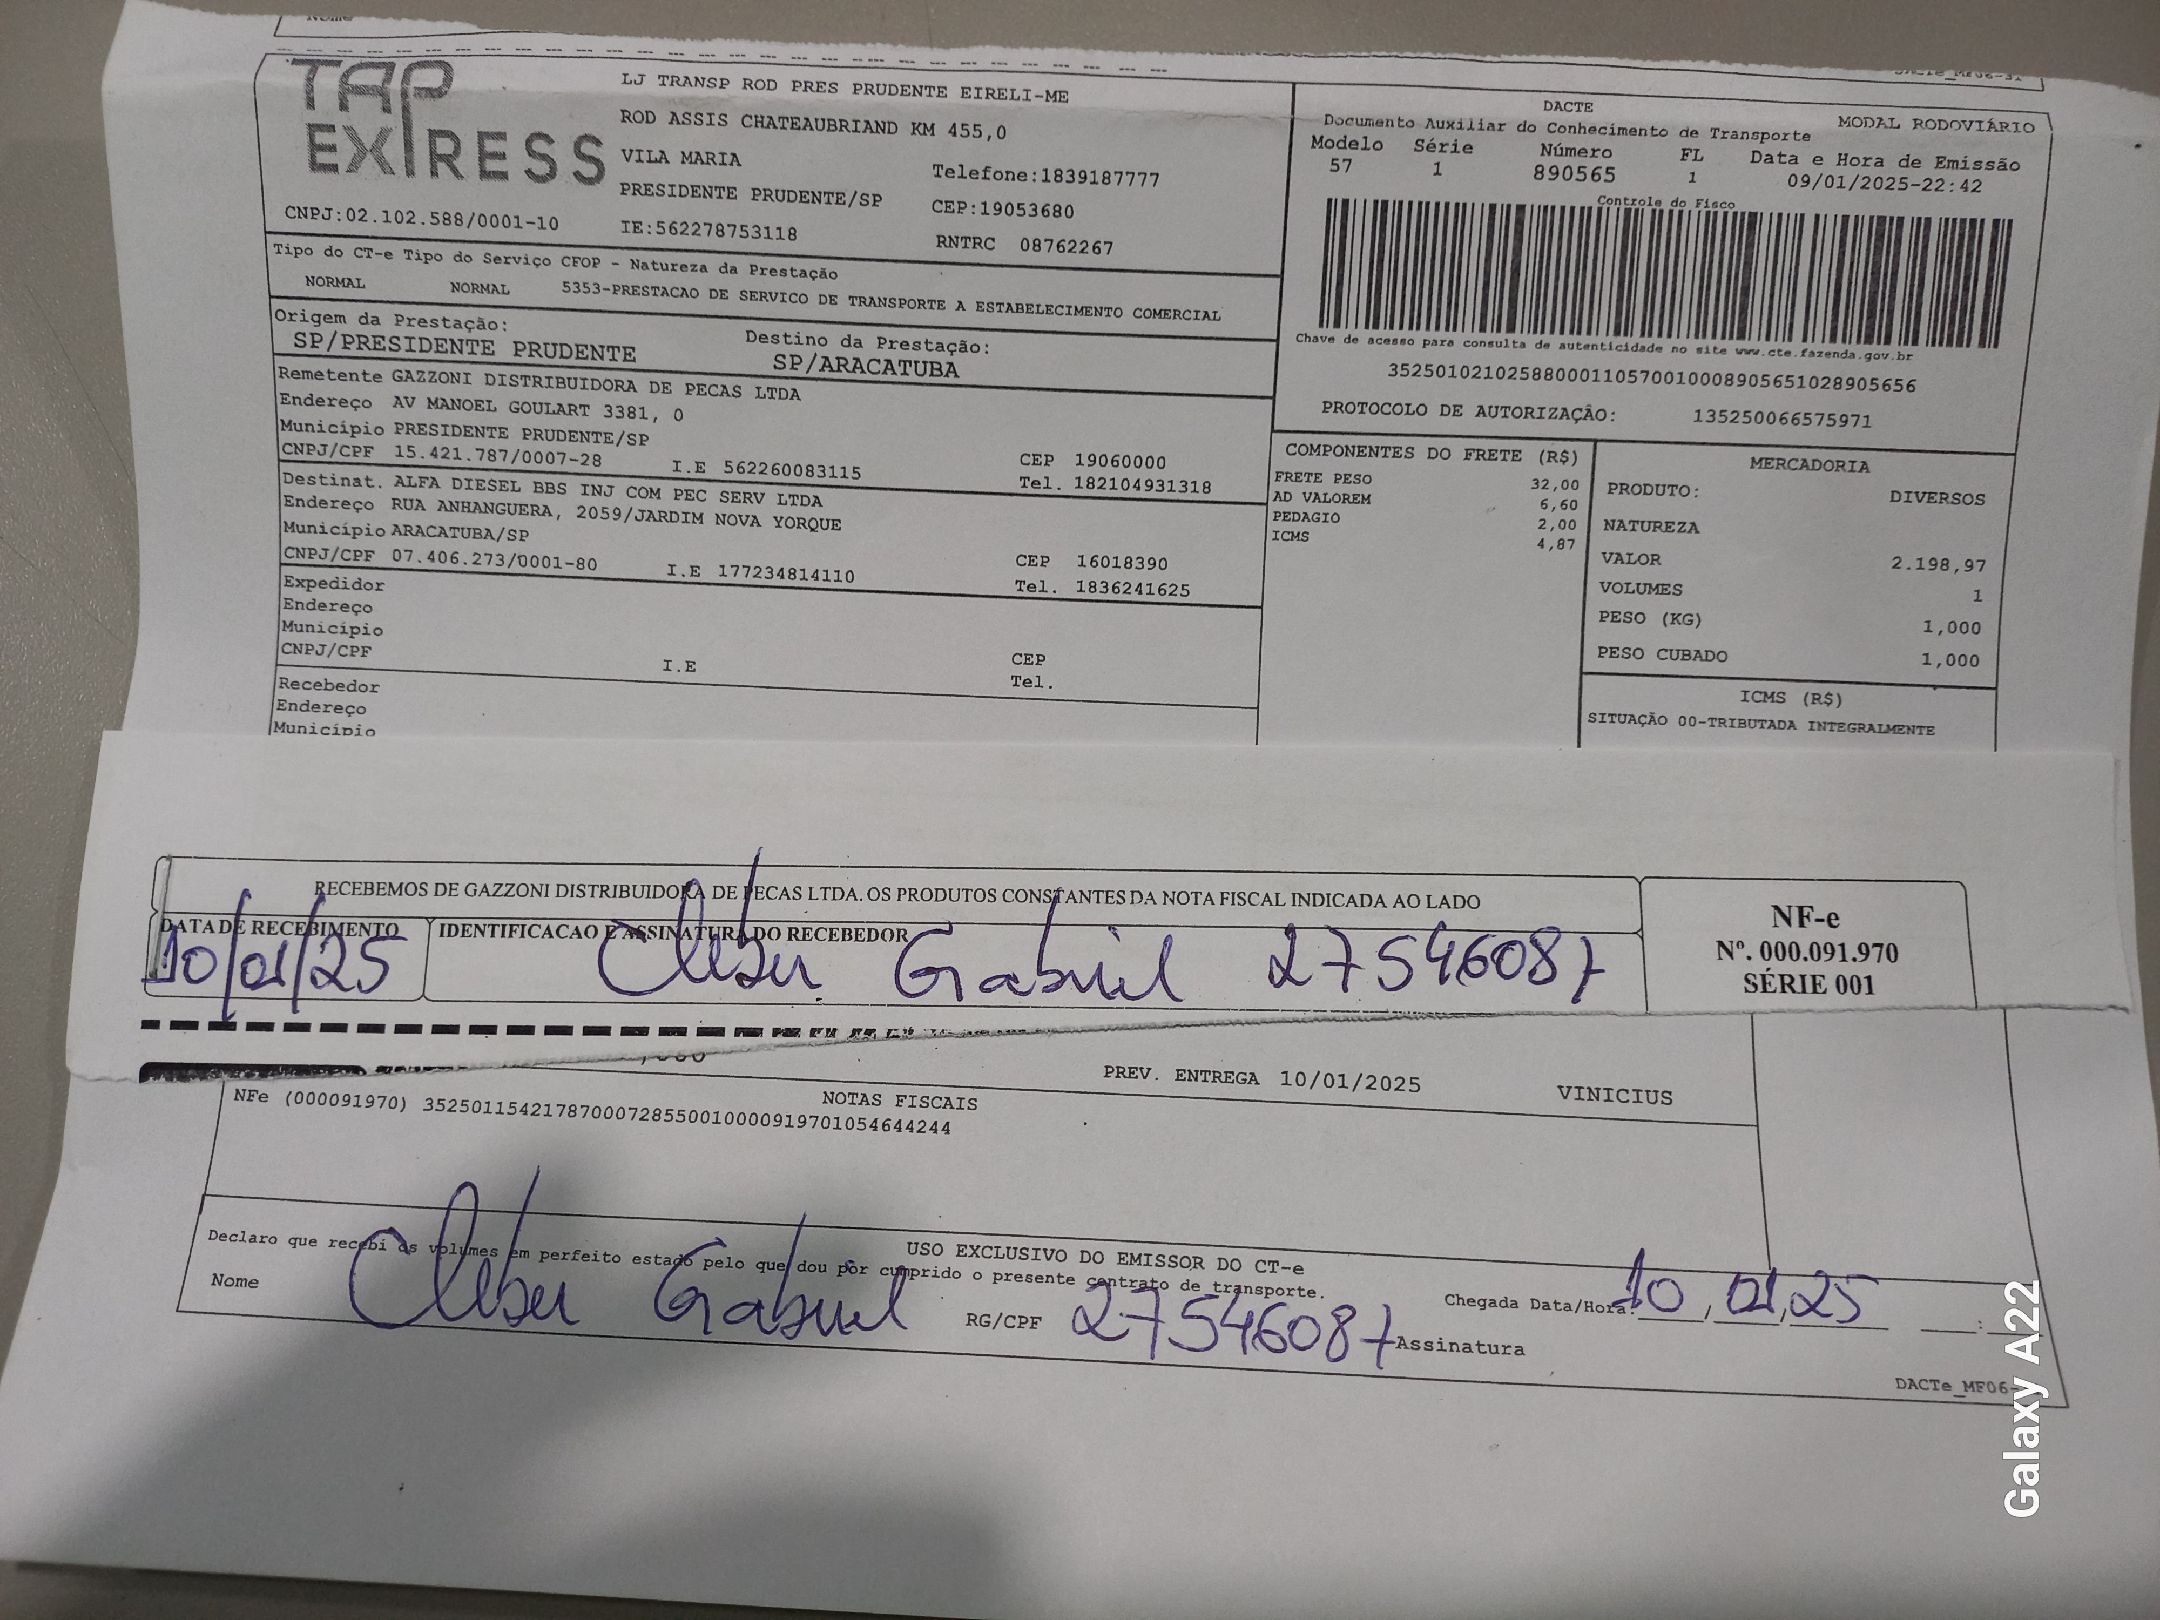 TAP EXPRESS
LJ TRANSP ROD PRES PRUDENTE EIRELI-ME
ROD ASSIS CHATEAUBRIAND KM 455,0
VILA MARIA
Telefone:1839187777
PRESIDENTE PRUDENTE/SP
CEP:19053680
CNPJ:02.102.588/0001-10
IE:562278753118
RNTRC 08762267
DACTE
MODAL RODOVIÁRIO
Documento Auxiliar do Conhecimento de Transporte
Modelo Série Número FL Data e Hora de Emissão
57 1 890565 1 09/01/2025-22:42
Controle do Fisco
Chave de acesso para consulta de autenticidade no site www.cte.fazenda.gov.br
35250102102588000110570010008905651028905656
PROTOCOLO DE AUTORIZAÇÂO: 135250066575971
Tipo do CT-e Tipo do Serviço CFOP - Natureza da Prestação
NORMAL NORMAL 5353-PRESTACAO DE SERVICO DE TRANSPORTE A ESTABELECIMENTO COMERCIAL
Origem da Prestação: Destino da Prestação:
SP/PRESIDENTE PRUDENTE SP/ARACATUBA
Remetente GAZZONI DISTRIBUIDORA DE PECAS LTDA
Endereço AV MANOEL GOULART 3381, 0
Município PRESIDENTE PRUDENTE/SP CEP 19060000
CNPJ/CPF 15.421.787/0007-28 I.E 562260083115 Tel. 182104931318
Destinat. ALFA DIESEL BBS INJ COM PEC SERV LTDA
Endereço RUA ANHANGUERA, 2059/JARDIM NOVA YORQUE
Município ARACATUBA/SP CEP 16018390
CNPJ/CPF 07.406.273/0001-80 I.E 177234814110 Tel. 1836241625
Expedidor
Endereço
Município CEP
CNPJ/CPF I.E Tel.
Recebedor
Endereço
Município
COMPONENTES DO FRETE (R$)
FRETE PESO 32,00
AD VALOREM 6,60
PEDAGIO 2,00
ICMS 4,87
MERCADORIA
PRODUTO: DIVERSOS
NATUREZA
VALOR 2.198,97
VOLUMES 1
PESO (KG) 1,000
PESO CUBADO 1,000
ICMS (R$)
SITUAÇÃO 00-TRIBUTADA INTEGRALMENTE
RECEBEMOS DE GAZZONI DISTRIBUIDORA DE PECAS LTDA. OS PRODUTOS CONSTANTES DA NOTA FISCAL INDICADA AO LADO
DATA DE RECEBIMENTO IDENTIFICACAO E ASSINATURA DO RECEBEDOR
10/01/25 Cleber Gabriel 27546087
NF-e
Nº. 000.091.970
SÉRIE 001
PREV. ENTREGA 10/01/2025 VINICIUS
NOTAS FISCAIS
NFe (000091970) 35250115421787000728550010000919701054644244
USO EXCLUSIVO DO EMISSOR DO CT-e
Declaro que recebi os volumes em perfeito estado pelo que dou por cumprido o presente contrato de transporte.
Nome Cleber Gabriel RG/CPF 27546087 Assinatura
Chegada Data/Hora: 10, 01, 25 :
DACTe_MF06-
Galaxy A22